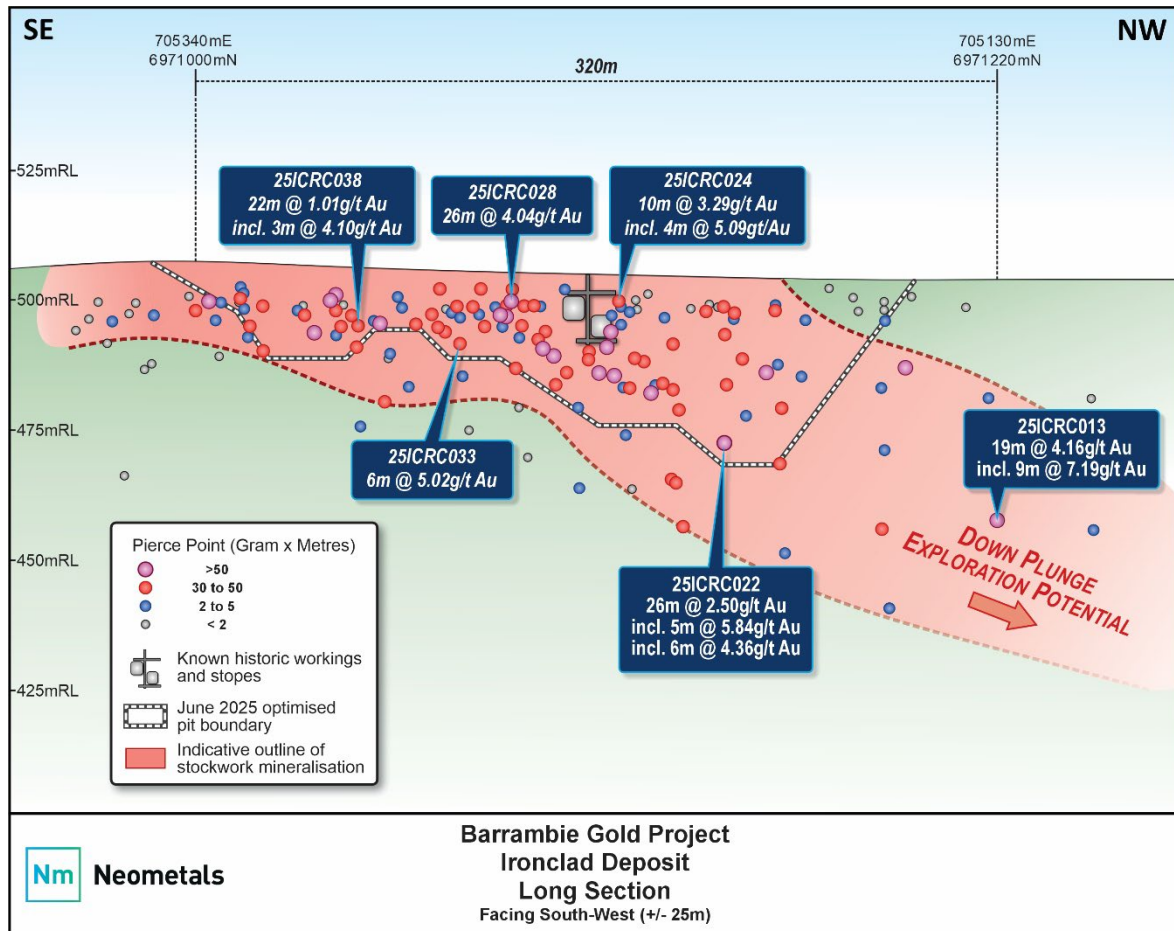 SE
NW
705340mE
6971000mN
705130mE
6971220mN
320m
525mRL
500mRL
475mRL
450mRL
425mRL
25ICRC038
22m @ 1.01g/t Au
incl. 3m @ 4.10g/t Au
25ICRC028
26m @ 4.04g/t Au
25ICRC024
10m @ 3.29g/t Au
incl. 4m @ 5.09gt/Au
25ICRC033
6m @ 5.02g/t Au
25ICRC013
19m @ 4.16g/t Au
incl. 9m @ 7.19g/t Au
25ICRC022
26m @ 2.50g/t Au
incl. 5m @ 5.84g/t Au
incl. 6m @ 4.36g/t Au
DOWN PLUNGE
EXPLORATION POTENTIAL
Pierce Point (Gram x Metres)
>50
30 to 50
2 to 5
< 2
Known historic workings
and stopes
June 2025 optimised
pit boundary
Indicative outline of
stockwork mineralisation
Nm Neometals
Barrambie Gold Project
Ironclad Deposit
Long Section
Facing South-West (+/- 25m)